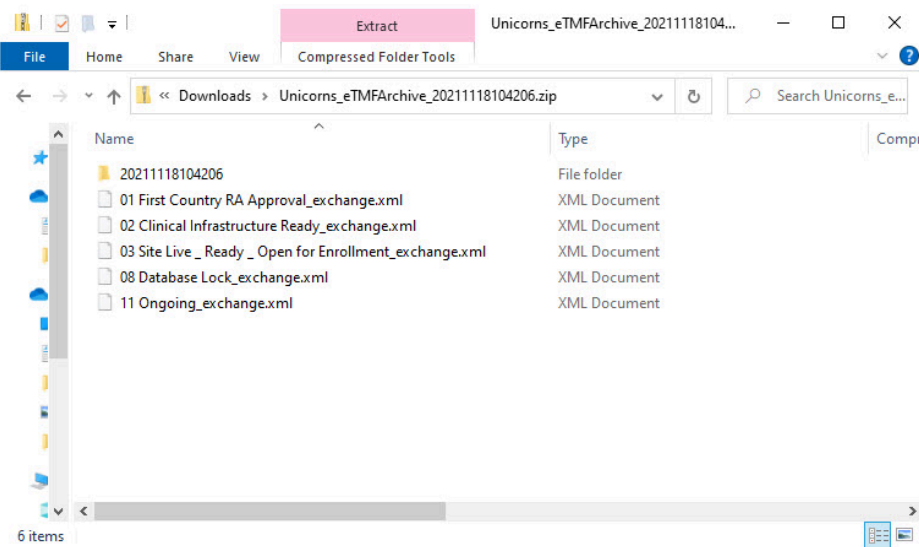 Extract
Unicorns_eTMFArchive_20211118104...
File
Home
Share
View
Compressed Folder Tools
« Downloads › Unicorns_eTMFArchive_20211118104206.zip
Search Unicorns_e...
Name
Type
Compr
20211118104206
File folder
01 First Country RA Approval_exchange.xml
XML Document
02 Clinical Infrastructure Ready_exchange.xml
XML Document
03 Site Live _ Ready _ Open for Enrollment_exchange.xml
XML Document
08 Database Lock_exchange.xml
XML Document
11 Ongoing_exchange.xml
XML Document
6 items